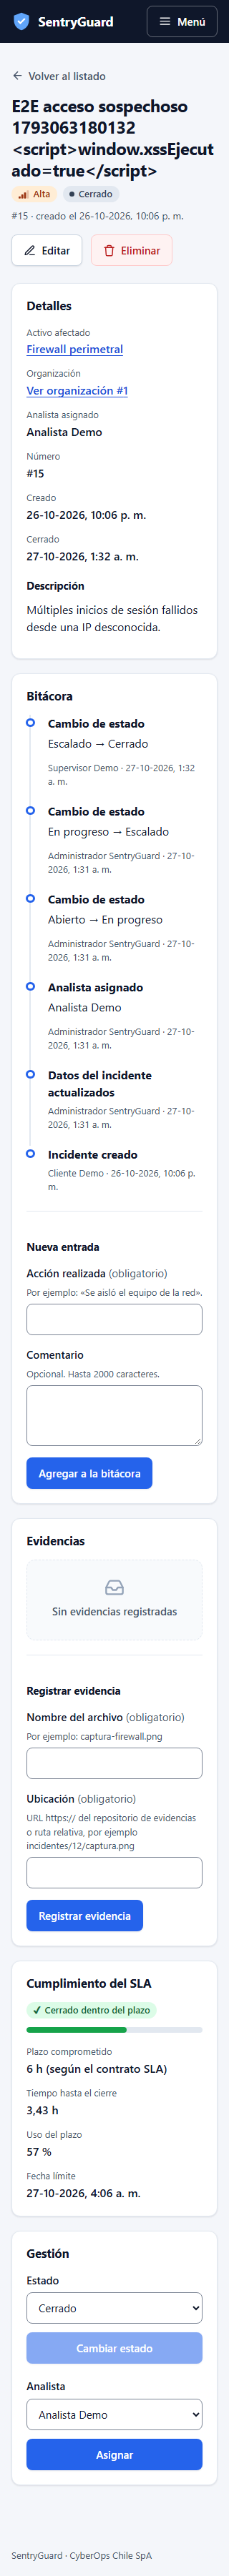 SentryGuard
Menú
Volver al listado
E2E acceso sospechoso
1793063180132
<script>window.xssEjecut
ado=true</script>
Alta
Cerrado
#15 · creado el 26-10-2026, 10:06 p. m.
Editar
Eliminar
Detalles
Activo afectado
Firewall perimetral
Organización
Ver organización #1
Analista asignado
Analista Demo
Número
#15
Creado
26-10-2026, 10:06 p. m.
Cerrado
27-10-2026, 1:32 a. m.
Descripción
Múltiples inicios de sesión fallidos
desde una IP desconocida.
Bitácora
Cambio de estado
Escalado → Cerrado
Supervisor Demo · 27-10-2026, 1:32
a. m.
Cambio de estado
En progreso → Escalado
Administrador SentryGuard · 27-10-
2026, 1:31 a. m.
Cambio de estado
Abierto → En progreso
Administrador SentryGuard · 27-10-
2026, 1:31 a. m.
Analista asignado
Analista Demo
Administrador SentryGuard · 27-10-
2026, 1:31 a. m.
Datos del incidente
actualizados
Administrador SentryGuard · 27-10-
2026, 1:31 a. m.
Incidente creado
Cliente Demo · 26-10-2026, 10:06 p.
m.
Nueva entrada
Acción realizada (obligatorio)
Por ejemplo: «Se aisló el equipo de la red».
Comentario
Opcional. Hasta 2000 caracteres.
Agregar a la bitácora
Evidencias
Sin evidencias registradas
Registrar evidencia
Nombre del archivo (obligatorio)
Por ejemplo: captura-firewall.png
Ubicación (obligatorio)
URL https:// del repositorio de evidencias
o ruta relativa, por ejemplo
incidentes/12/captura.png
Registrar evidencia
Cumplimiento del SLA
✓ Cerrado dentro del plazo
Plazo comprometido
6 h (según el contrato SLA)
Tiempo hasta el cierre
3,43 h
Uso del plazo
57 %
Fecha límite
27-10-2026, 4:06 a. m.
Gestión
Estado
Cerrado
Cambiar estado
Analista
Analista Demo
Asignar
SentryGuard · CyberOps Chile SpA